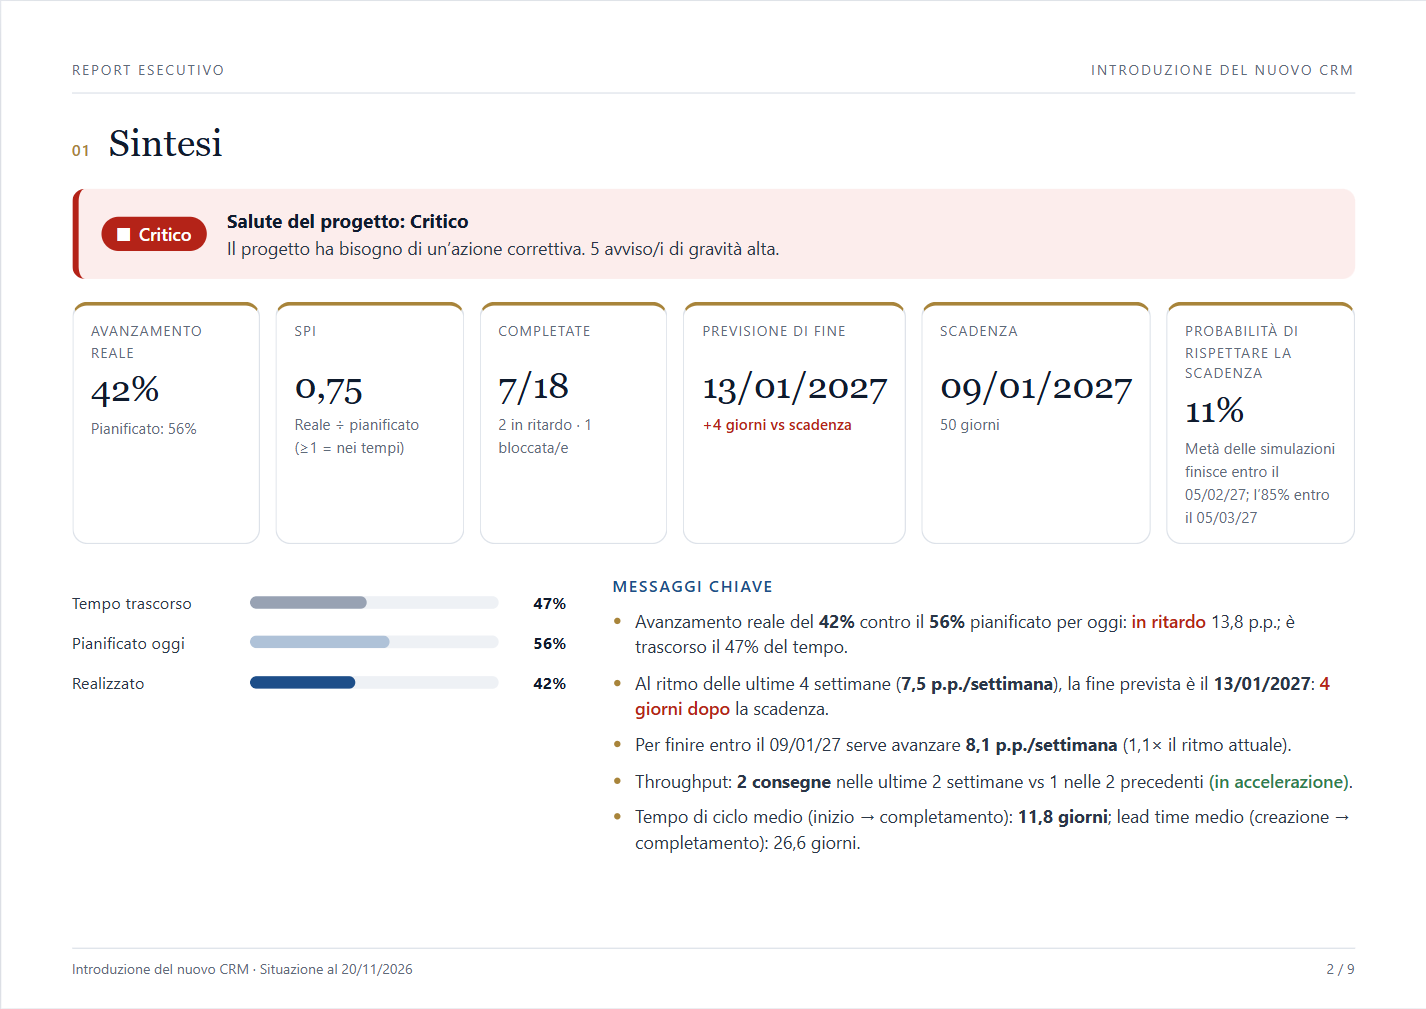 REPORT ESECUTIVO
INTRODUZIONE DEL NUOVO CRM
01 Sintesi
Critico
Salute del progetto: Critico
Il progetto ha bisogno di un’azione correttiva. 5 avviso/i di gravità alta.
AVANZAMENTO
REALE
42%
Pianificato: 56%
SPI
0,75
Reale ÷ pianificato
(≥1 = nei tempi)
COMPLETATE
7/18
2 in ritardo · 1
bloccata/e
PREVISIONE DI FINE
13/01/2027
+4 giorni vs scadenza
SCADENZA
09/01/2027
50 giorni
PROBABILITÀ DI
RISPETTARE LA
SCADENZA
11%
Metà delle simulazioni
finisce entro il
05/02/27; l’85% entro
il 05/03/27
Tempo trascorso 47%
Pianificato oggi 56%
Realizzato 42%
MESSAGGI CHIAVE
• Avanzamento reale del 42% contro il 56% pianificato per oggi: in ritardo 13,8 p.p.; è
trascorso il 47% del tempo.
• Al ritmo delle ultime 4 settimane (7,5 p.p./settimana), la fine prevista è il 13/01/2027: 4
giorni dopo la scadenza.
• Per finire entro il 09/01/27 serve avanzare 8,1 p.p./settimana (1,1× il ritmo attuale).
• Throughput: 2 consegne nelle ultime 2 settimane vs 1 nelle 2 precedenti (in accelerazione).
• Tempo di ciclo medio (inizio → completamento): 11,8 giorni; lead time medio (creazione →
completamento): 26,6 giorni.
Introduzione del nuovo CRM · Situazione al 20/11/2026
2 / 9